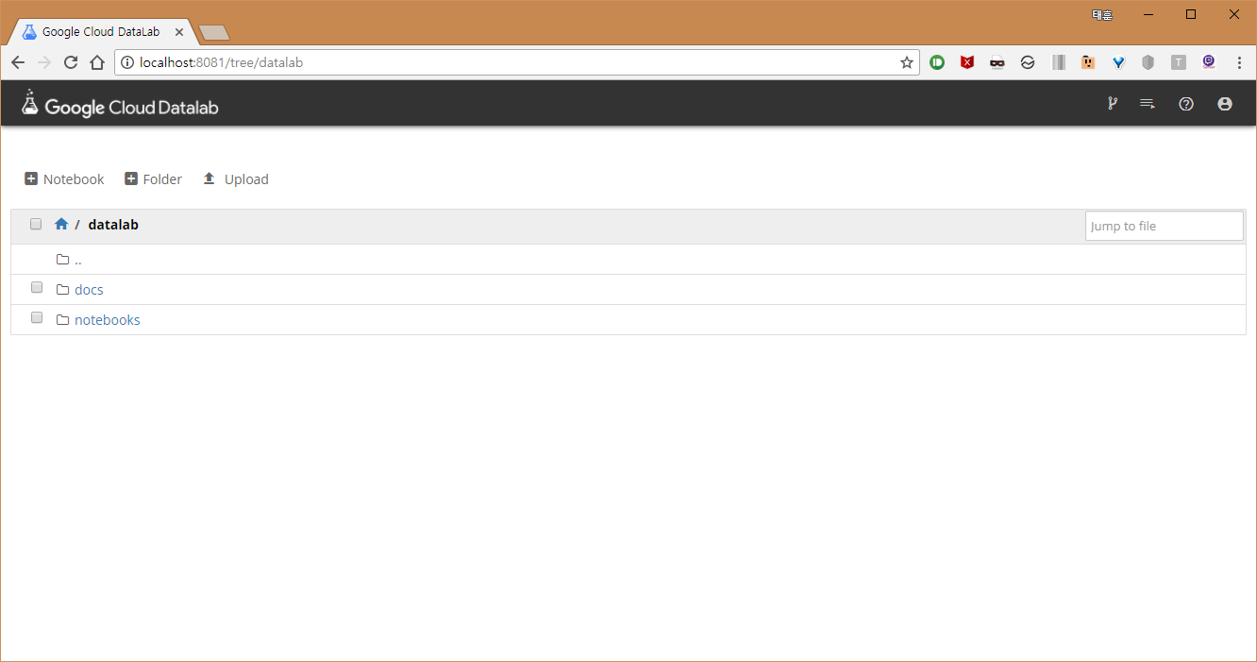 태훈
Google Cloud DataLab
localhost:8081/tree/datalab
T
Google Cloud Datalab
Notebook Folder Upload
/ datalab
Jump to file
..
docs
notebooks